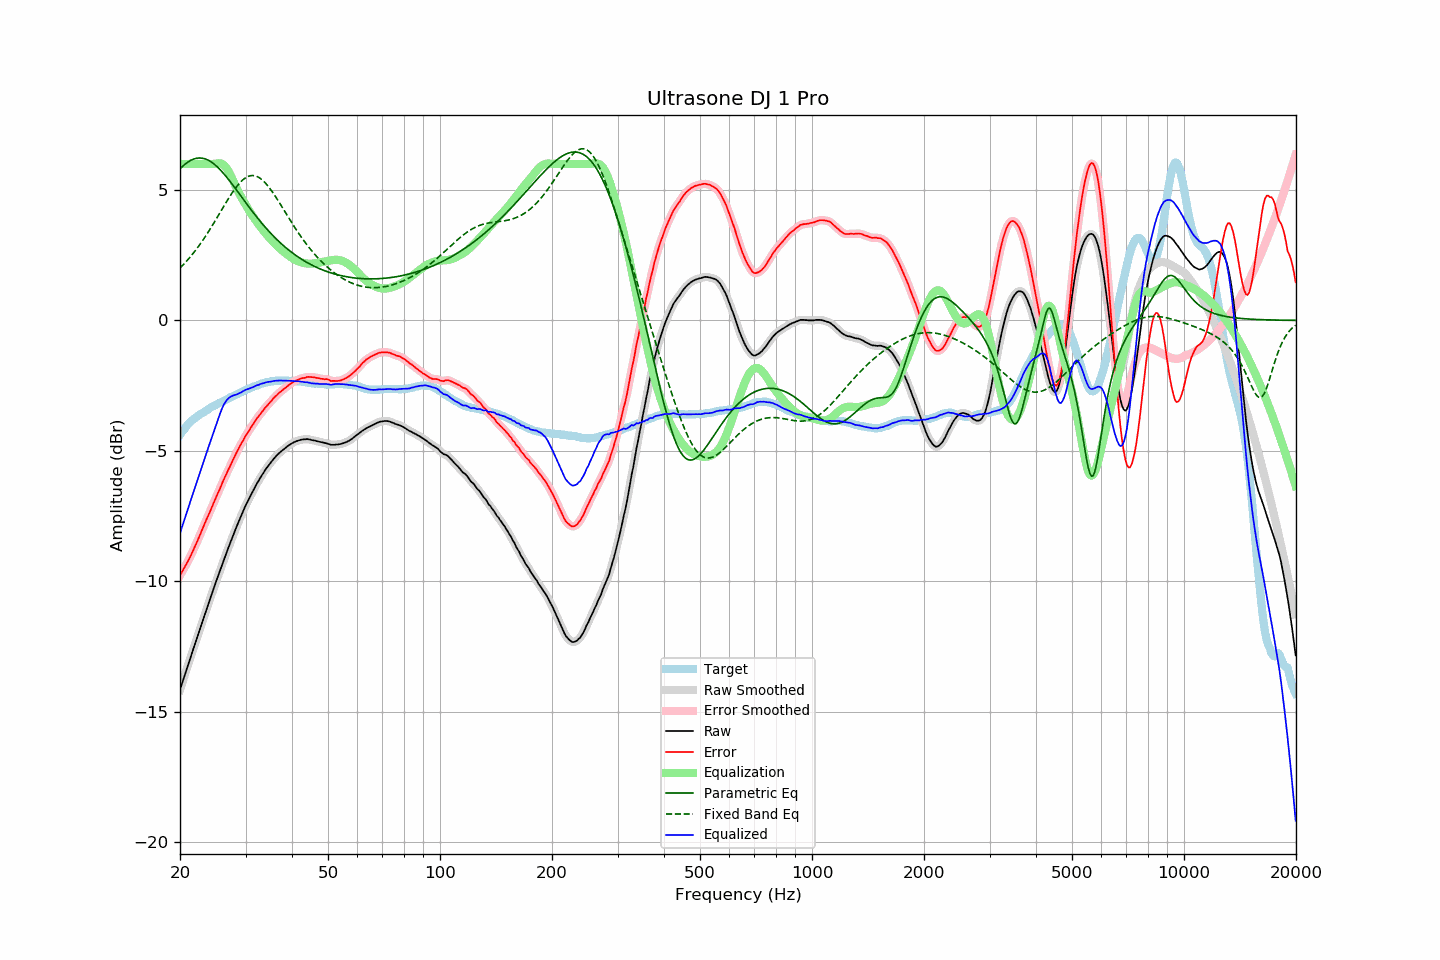 Ultrasone DJ 1 Pro
Amplitude (dBr)
5
0
−5
−10
−15
−20
Target
Raw Smoothed
Error Smoothed
Raw
Error
Equalization
Parametric Eq
Fixed Band Eq
Equalized
20 50 100 200 500 1000 2000 5000 10000 20000
Frequency (Hz)